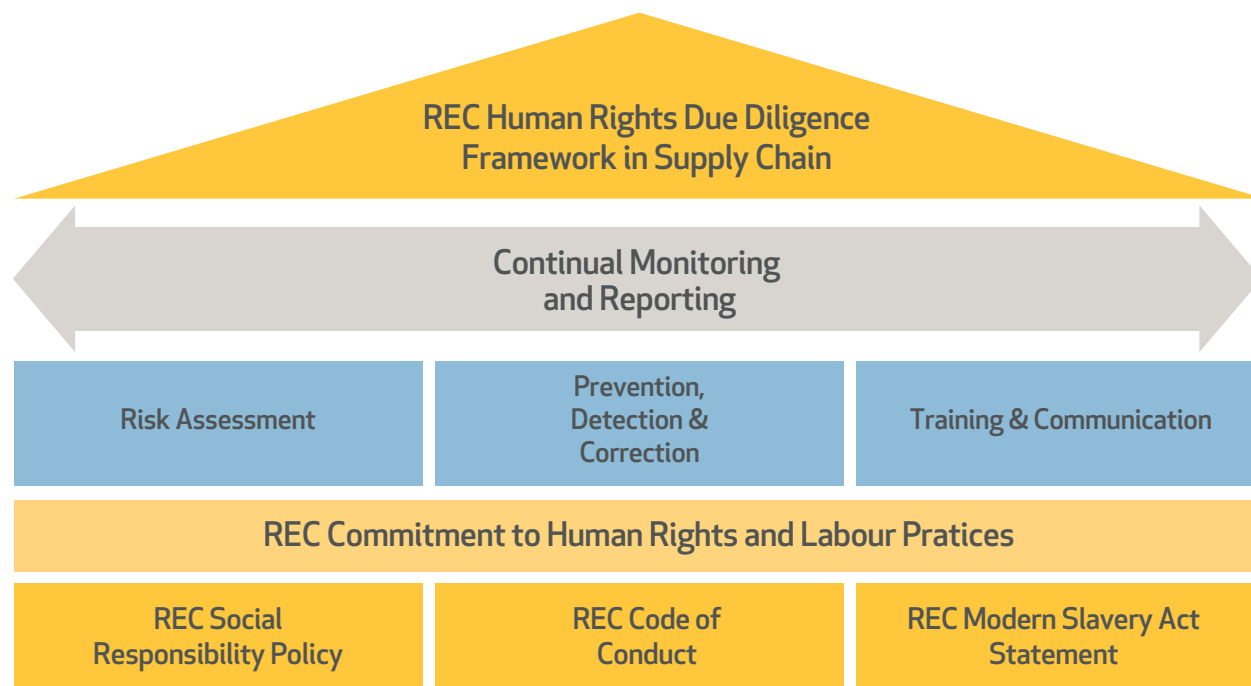 REC Human Rights Due Diligence
Framework in Supply Chain
Continual Monitoring
and Reporting
Risk Assessment
Prevention,
Detection &
Correction
Training & Communication
REC Commitment to Human Rights and Labour Pratices
REC Social
Responsibility Policy
REC Code of
Conduct
REC Modern Slavery Act
Statement